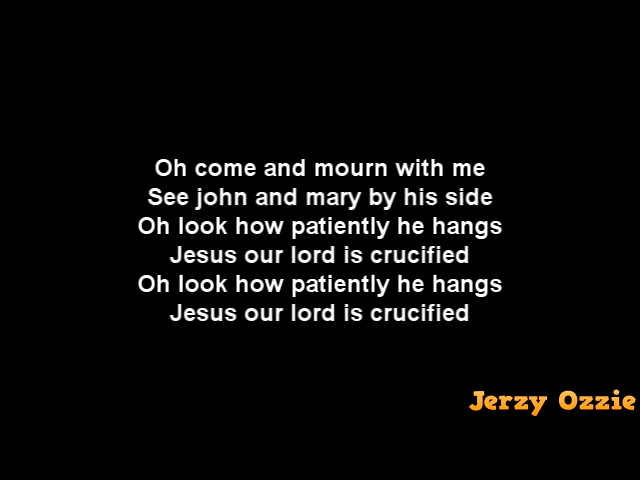 Oh come and mourn with me
See john and mary by his side
Oh look how patiently he hangs
Jesus our lord is crucified
Oh look how patiently he hangs
Jesus our lord is crucified
Jerzy Ozzie